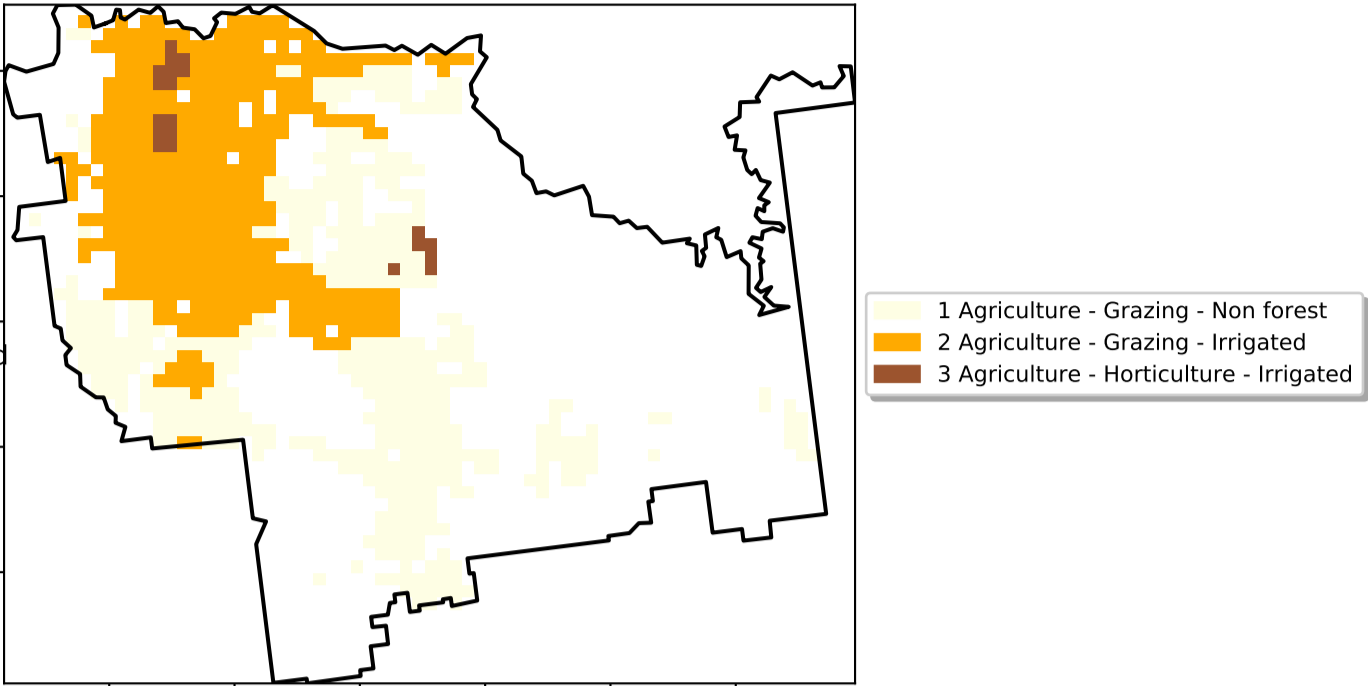 1 Agriculture - Grazing - Non forest
2 Agriculture - Grazing - Irrigated
3 Agriculture - Horticulture - Irrigated